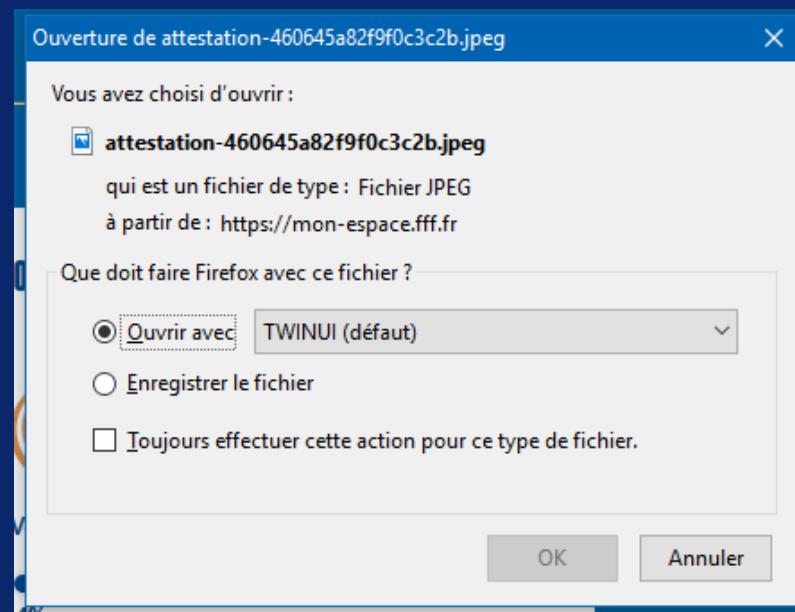 Ouverture de attestation-460645a82f9f0c3c2b.jpeg
Vous avez choisi d’ouvrir :
attestation-460645a82f9f0c3c2b.jpeg
qui est un fichier de type : Fichier JPEG
à partir de : https://mon-espace.fff.fr
Que doit faire Firefox avec ce fichier ?
Ouvrir avec TWINUI (défaut)
Enregistrer le fichier
Toujours effectuer cette action pour ce type de fichier.
OK Annuler